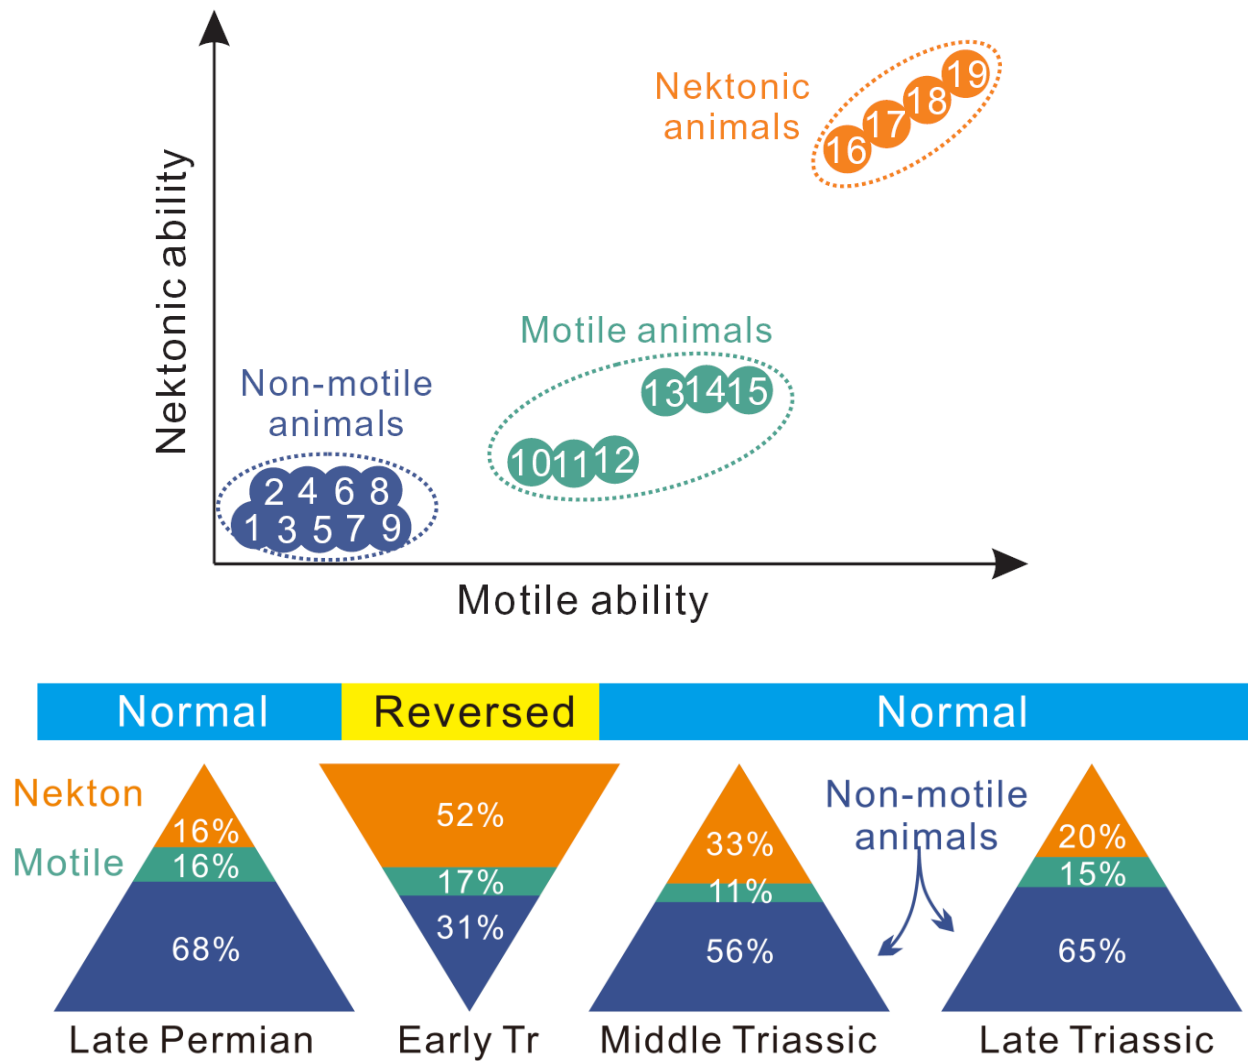 Nektonic ability
Nektonic
animals
16 17 18 19
Motile animals
13 14 15
10 11 12
Non-motile
animals
2 4 6 8
1 3 5 7 9
Motile ability
Normal
Reversed
Normal
Nekton
Motile
16%
16%
68%
Late Permian
52%
17%
31%
Early Tr
33%
11%
56%
Middle Triassic
Non-motile
animals
20%
15%
65%
Late Triassic